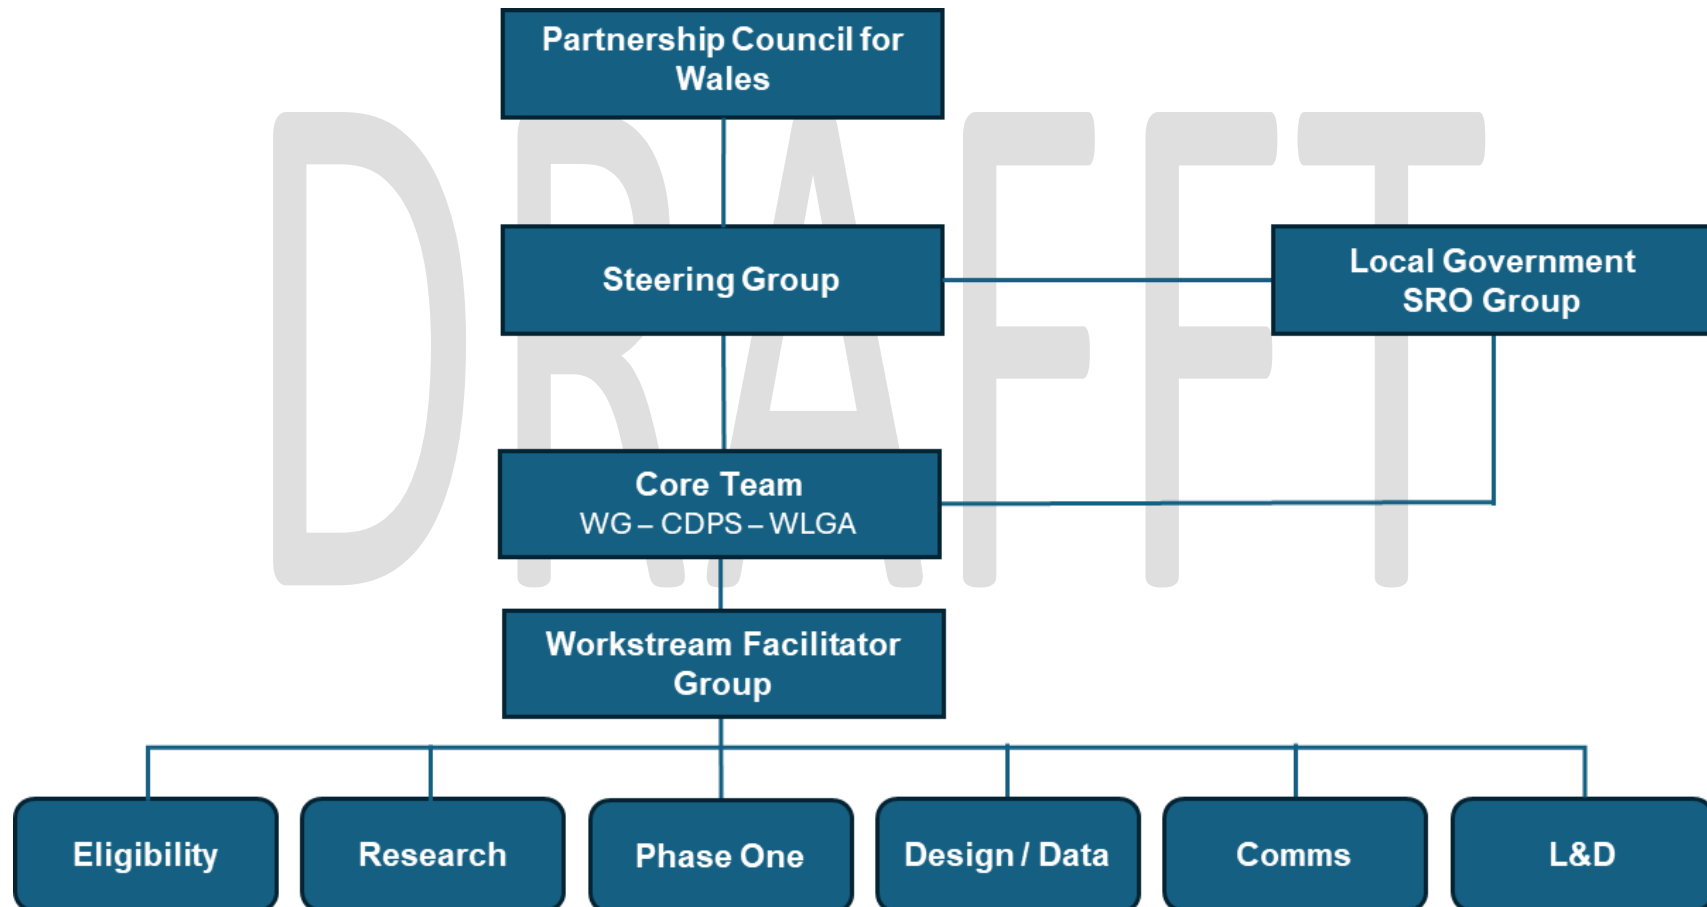 Partnership Council for
Wales
DRAFFT
Steering Group
Local Government
SRO Group
Core Team
WG – CDPS – WLGA
Workstream Facilitator
Group
Eligibility
Research
Phase One
Design / Data
Comms
L&D